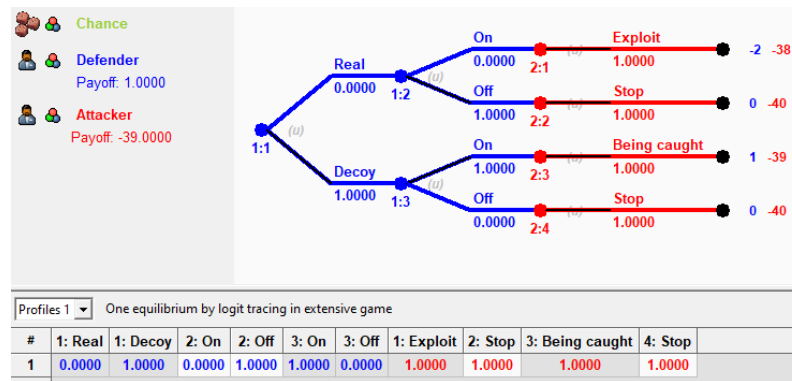 Chance
Defender
Payoff: 1.0000
Attacker
Payoff: -39.0000
1:1
(u)
Real
0.0000
1:2
(u)
On
0.0000
2:1
(u)
Exploit
1.0000
-2 -38
Off
1.0000
2:2
(u)
Stop
1.0000
0 -40
Decoy
1.0000
1:3
(u)
On
1.0000
2:3
(u)
Being caught
1.0000
1 -39
Off
0.0000
2:4
(u)
Stop
1.0000
0 -40
Profiles 1 One equilibrium by logit tracing in extensive game
# 1: Real 1: Decoy 2: On 2: Off 3: On 3: Off 1: Exploit 2: Stop 3: Being caught 4: Stop
1 0.0000 1.0000 0.0000 1.0000 1.0000 0.0000 1.0000 1.0000 1.0000 1.0000